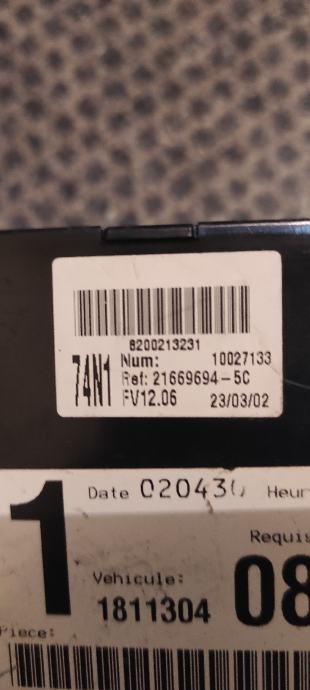 8200213231
74N1
Num: 10027133
Ref: 21669694-5C
FV12.06 23/03/02
1
Date 020430 Heur
Requis
Vehicule: 08
1811304
Piece: